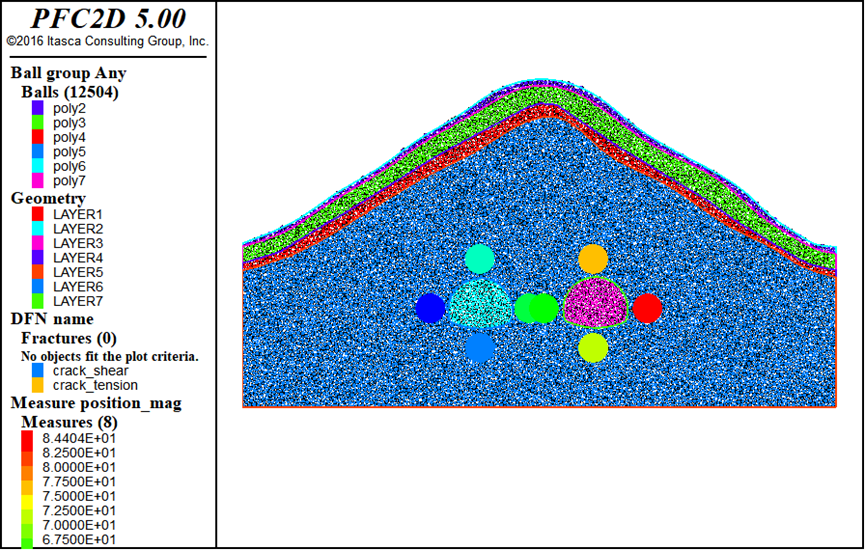 PFC2D 5.00
©2016 Itasca Consulting Group, Inc.
Ball group Any
Balls (12504)
poly2
poly3
poly4
poly5
poly6
poly7
Geometry
LAYER1
LAYER2
LAYER3
LAYER4
LAYER5
LAYER6
LAYER7
DFN name
Fractures (0)
No objects fit the plot criteria.
crack_shear
crack_tension
Measure position_mag
Measures (8)
8.4404E+01
8.2500E+01
8.0000E+01
7.7500E+01
7.5000E+01
7.2500E+01
7.0000E+01
6.7500E+01